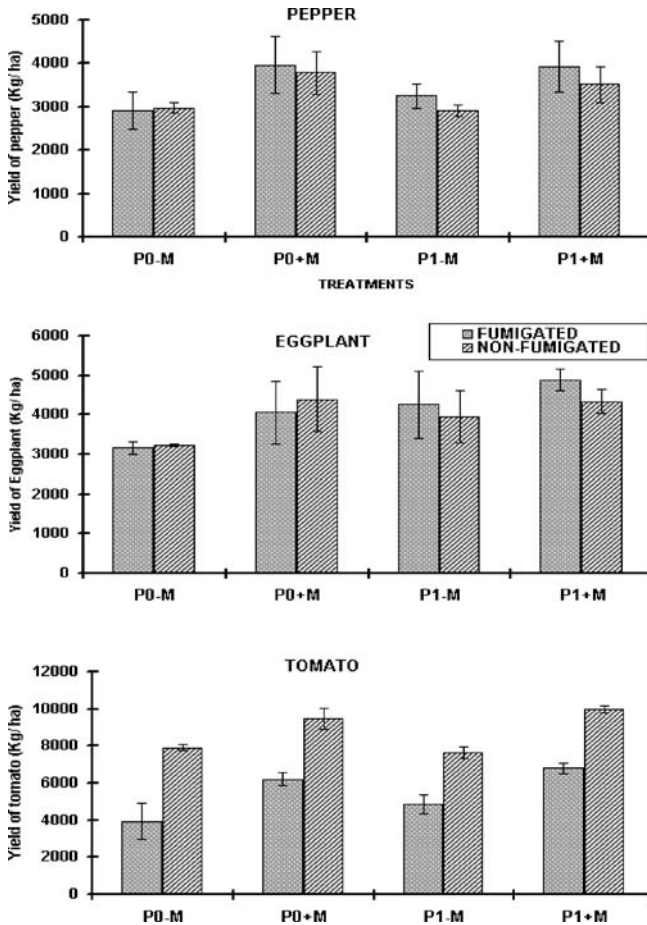 PEPPER
Yield of pepper (Kg/ha)
5000
4000
3000
2000
1000
0
P0-M P0+M P1-M P1+M
TREATMENTS
EGGPLANT
FUMIGATED
NON-FUMIGATED
Yield of Eggplant (Kg/ha)
6000
5000
4000
3000
2000
1000
0
P0-M P0+M P1-M P1+M
TOMATO
Yield of tomato (Kg/ha)
12000
10000
8000
6000
4000
2000
0
P0-M P0+M P1-M P1+M